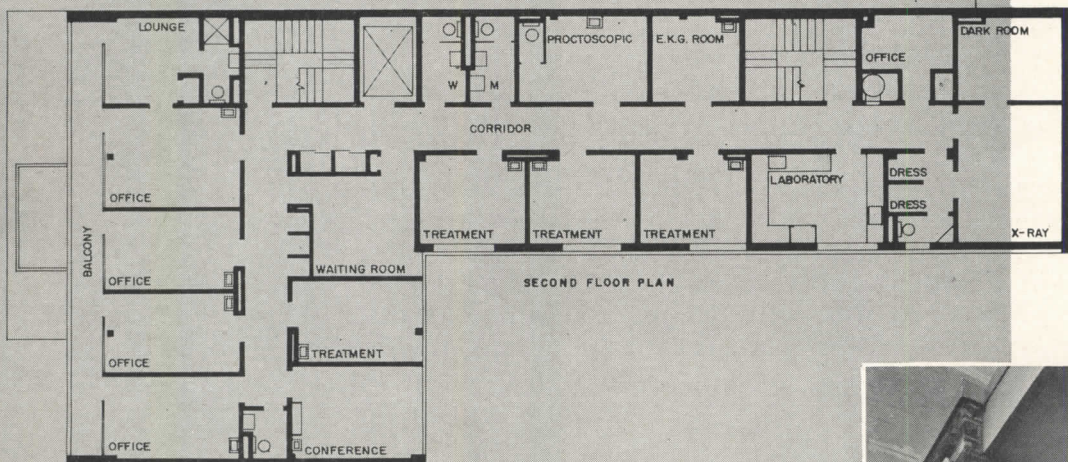 LOUNGE
PROCTOSCOPIC
E.K.G. ROOM
OFFICE
DARK ROOM
W
M
CORRIDOR
OFFICE
TREATMENT
TREATMENT
TREATMENT
LABORATORY
DRESS
DRESS
X-RAY
BALCONY
OFFICE
WAITING ROOM
SECOND FLOOR PLAN
OFFICE
TREATMENT
OFFICE
CONFERENCE